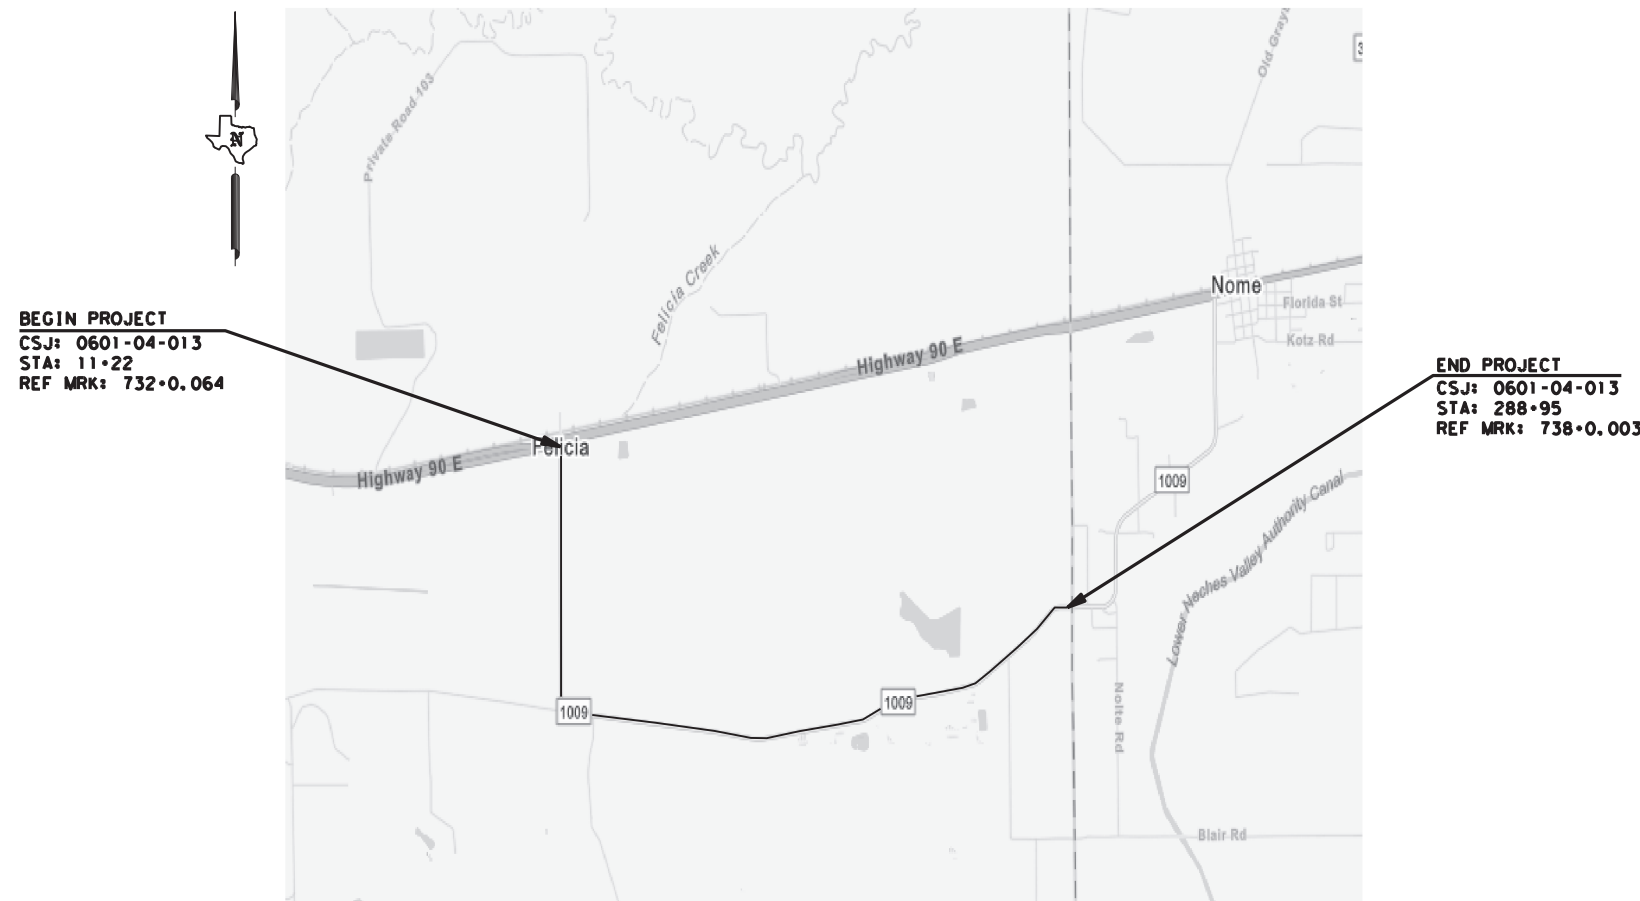 N
Private Road 103
Old Grays
3
Felicia Creek
Nome
Florida St
Kotz Rd
Highway 90 E
BEGIN PROJECT
CSJ: 0601-04-013
STA: 11+22
REF MRK: 732+0.064
END PROJECT
CSJ: 0601-04-013
STA: 288+95
REF MRK: 738+0.003
Felicia
Highway 90 E
1009
Lower Neches Valley Authority Canal
1009
1009
Nolte Rd
Blair Rd